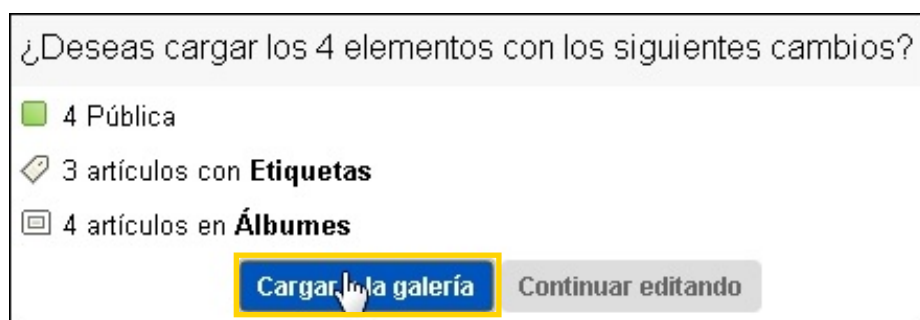 ¿Deseas cargar los 4 elementos con los siguientes cambios?
4 Pública
3 artículos con Etiquetas
4 artículos en Álbumes
Cargar la galería Continuar editando